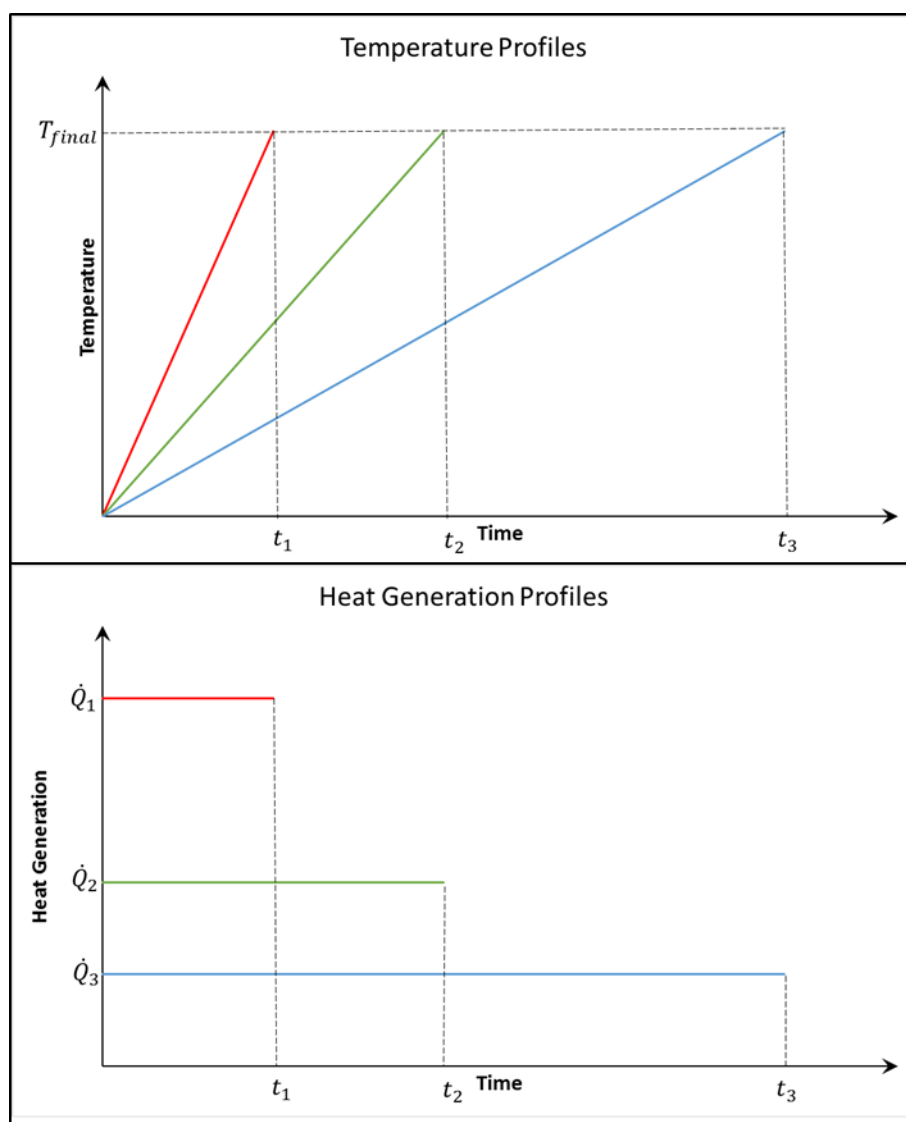 Temperature Profiles
T_final
Temperature
t_1
t_2
Time
t_3
Heat Generation Profiles
Q̇_1
Heat Generation
Q̇_2
Q̇_3
t_1
t_2
Time
t_3